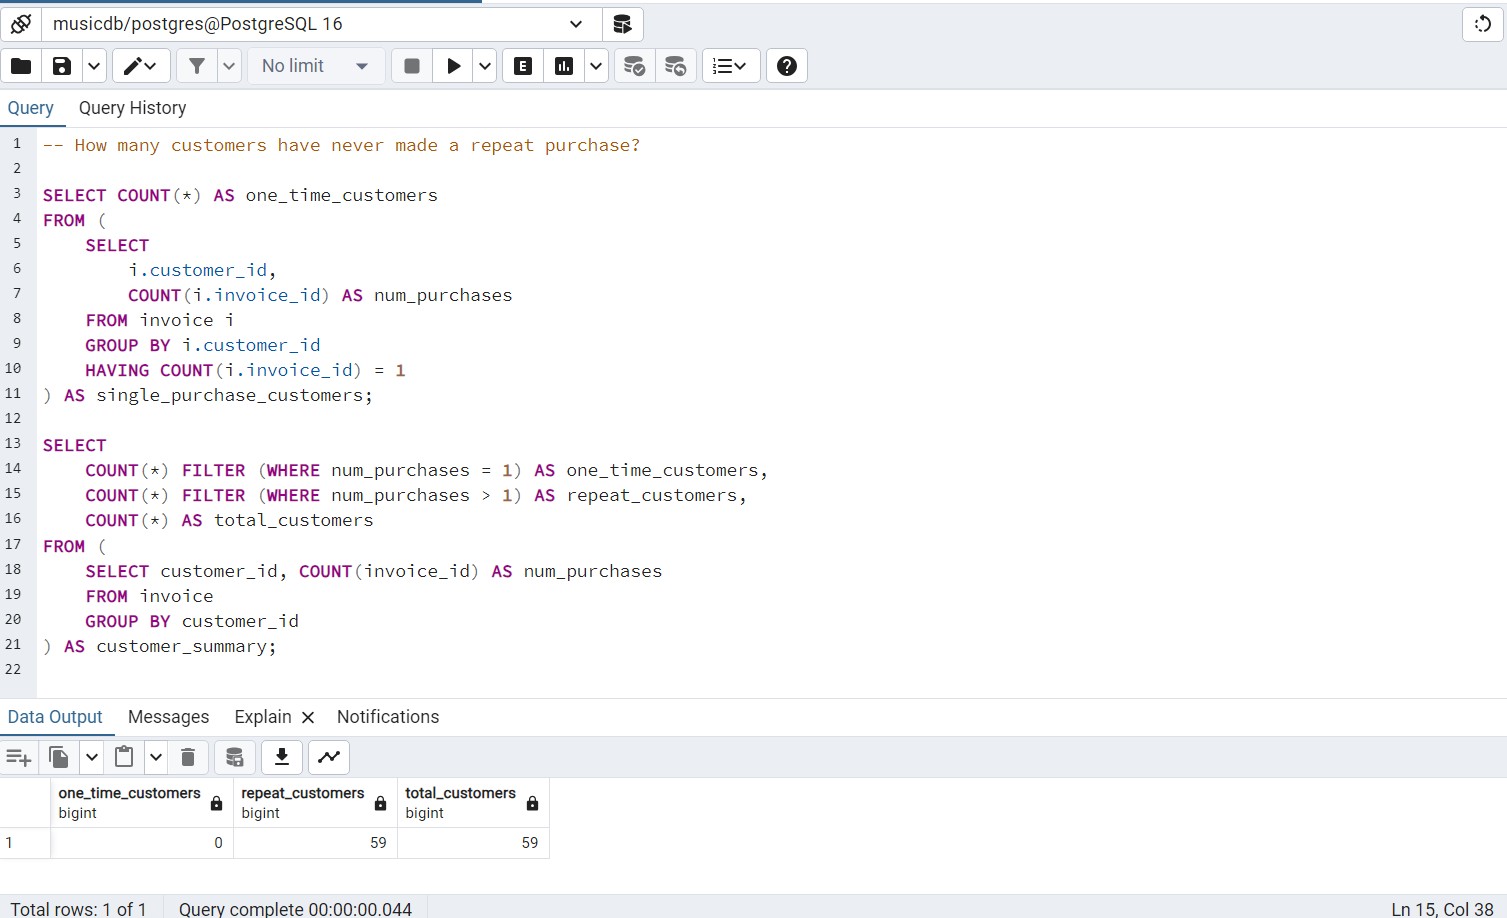 musicdb/postgres@PostgreSQL 16
No limit
E
Query Query History
1 -- How many customers have never made a repeat purchase?
2
3 SELECT COUNT(*) AS one_time_customers
4 FROM (
5 SELECT
6 i.customer_id,
7 COUNT(i.invoice_id) AS num_purchases
8 FROM invoice i
9 GROUP BY i.customer_id
10 HAVING COUNT(i.invoice_id) = 1
11 ) AS single_purchase_customers;
12
13 SELECT
14 COUNT(*) FILTER (WHERE num_purchases = 1) AS one_time_customers,
15 COUNT(*) FILTER (WHERE num_purchases > 1) AS repeat_customers,
16 COUNT(*) AS total_customers
17 FROM (
18 SELECT customer_id, COUNT(invoice_id) AS num_purchases
19 FROM invoice
20 GROUP BY customer_id
21 ) AS customer_summary;
22
Data Output Messages Explain Notifications
one_time_customers repeat_customers total_customers
bigint bigint bigint
1 0 59 59
Total rows: 1 of 1 Query complete 00:00:00.044 Ln 15, Col 38